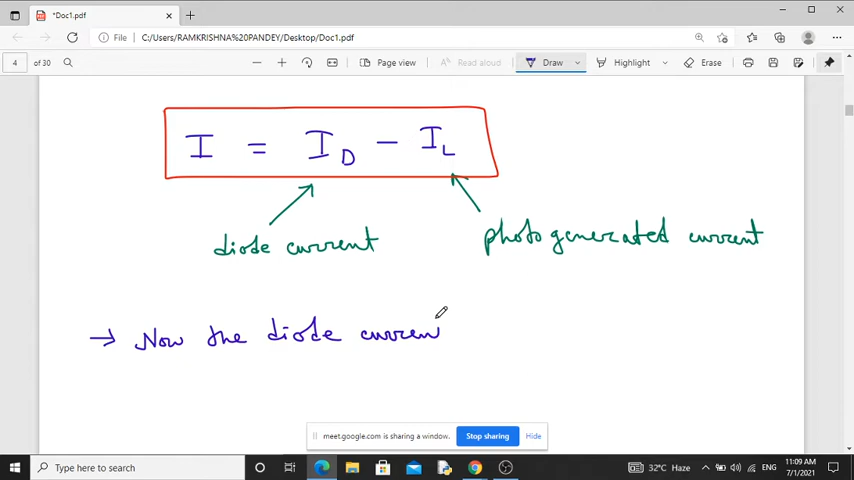 *Doc1.pdf
File
C:/Users/RAMKRISHNA%20PANDEY/Desktop/Doc1.pdf
4 of 30
Page view
Read aloud
Draw
Highlight
Erase
I = I_D - I_L
diode current
photogenerated current
→ Now the diode curren
meet.google.com is sharing a window.
Stop sharing
Hide
Type here to search
32°C Haze
ENG
11:09 AM
7/1/2021